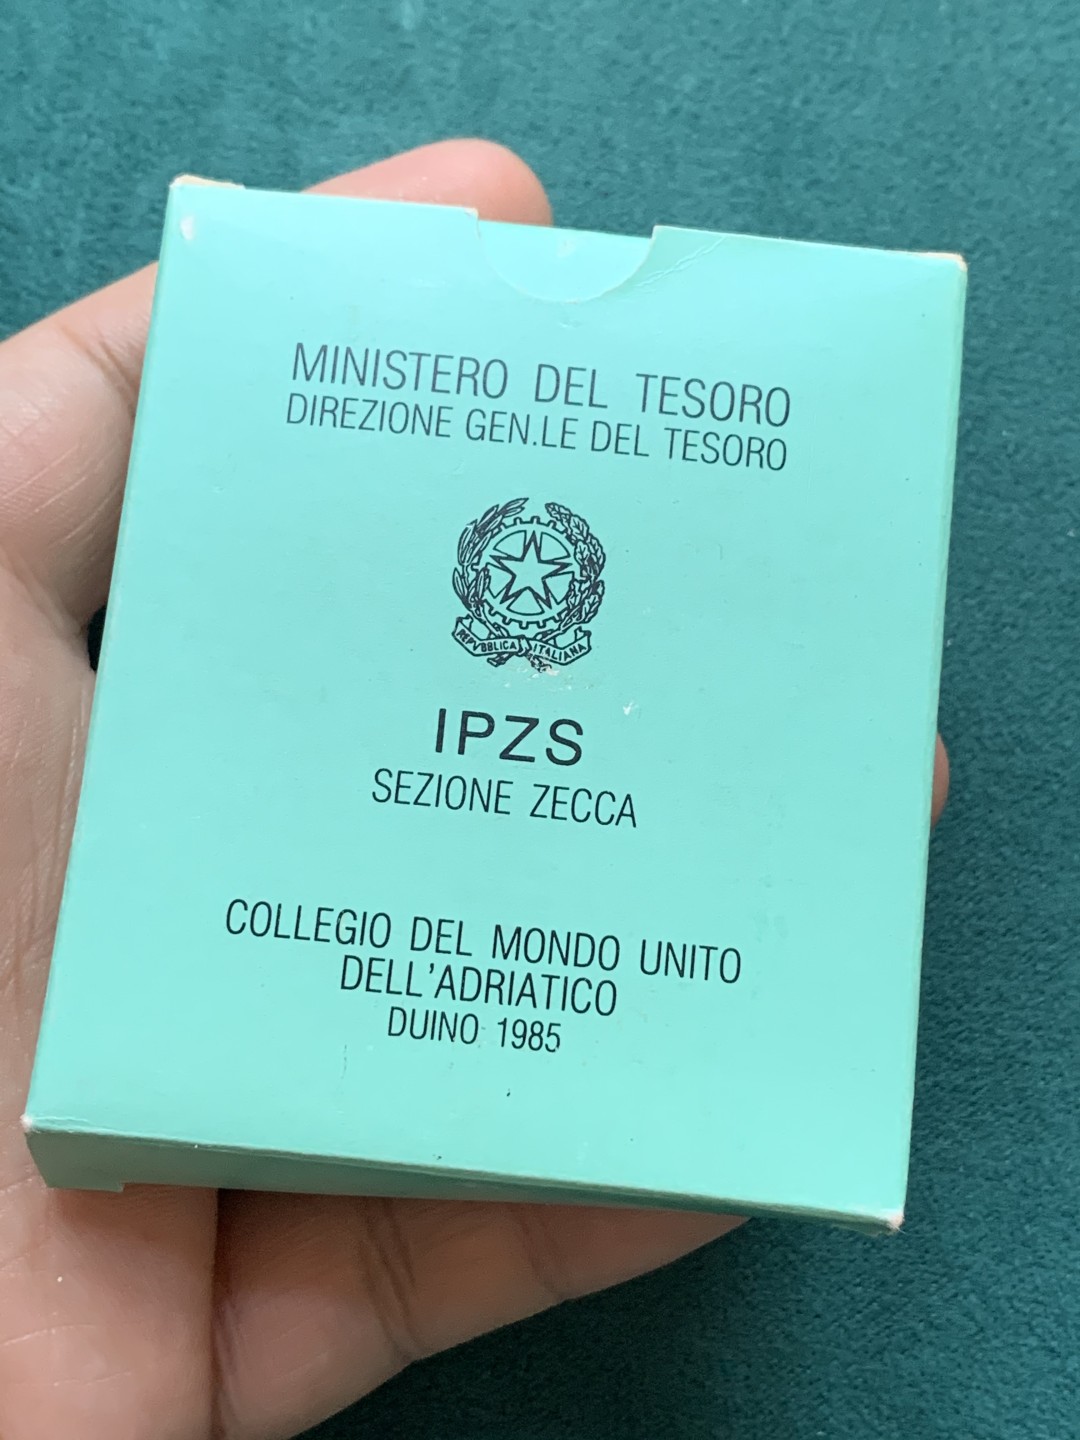 MINISTERO DEL TESORO
DIREZIONE GEN.LE DEL TESORO
REPVBBLICA ITALIANA
IPZS
SEZIONE ZECCA
COLLEGIO DEL MONDO UNITO
DELL'ADRIATICO
DUINO 1985